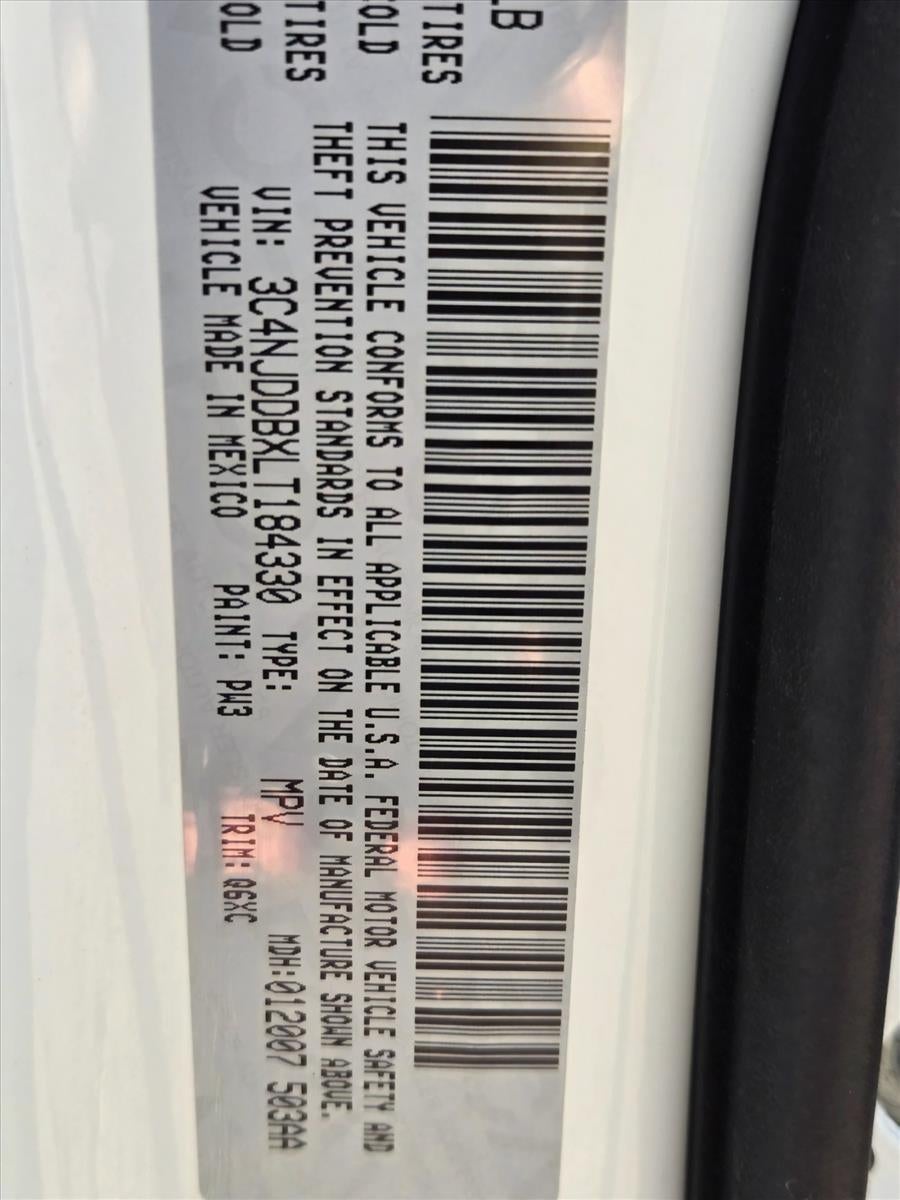 LB
TIRES
COLD
TIRES
OLD
THIS VEHICLE CONFORMS TO ALL APPLICABLE U.S.A. FEDERAL MOTOR VEHICLE SAFETY AND
THEFT PREVENTION STANDARDS IN EFFECT ON THE DATE OF MANUFACTURE SHOWN ABOVE.
VIN: 3C4NJDDBXLT184330 TYPE: MPV MDH:012007 503AA
VEHICLE MADE IN MEXICO PAINT: PW3 TRIM:Q6XC